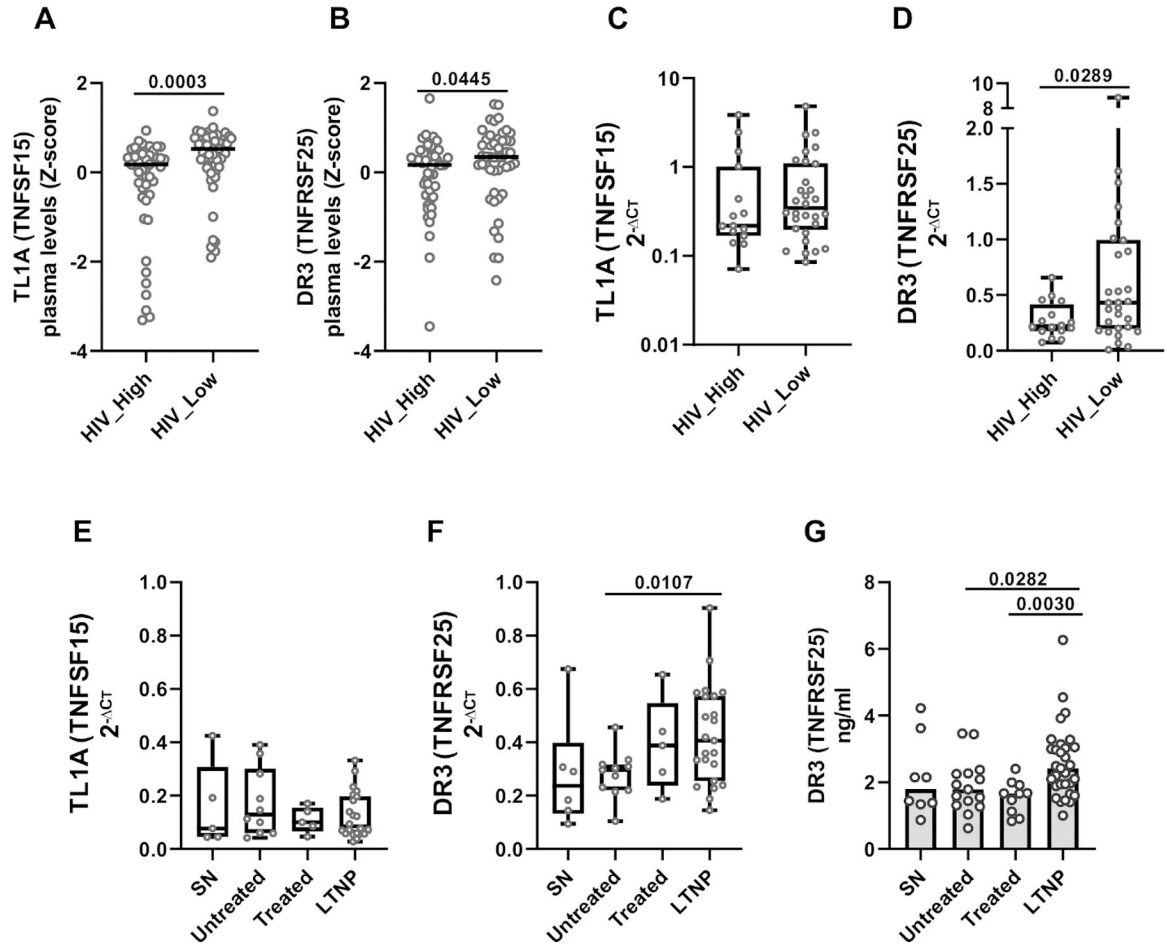 A
TL1A (TNFSF15)
plasma levels (Z-score)
2
0
-2
-4
0.0003
HIV_High
HIV_Low
B
DR3 (TNFRSF25)
plasma levels (Z-score)
2
0
-2
-4
0.0445
HIV_High
HIV_Low
C
TL1A (TNFSF15)
2-ΔCT
10
1
0.1
0.01
HIV_High
HIV_Low
D
DR3 (TNFRSF25)
2-ΔCT
10
8
2.0
1.5
1.0
0.5
0.0
0.0289
HIV_High
HIV_Low
E
TL1A (TNFSF15)
2-ΔCT
1.0
0.8
0.6
0.4
0.2
0.0
SN
Untreated
Treated
LTNP
F
DR3 (TNFRSF25)
2-ΔCT
1.0
0.8
0.6
0.4
0.2
0.0
0.0107
SN
Untreated
Treated
LTNP
G
DR3 (TNFRSF25)
ng/ml
8
6
4
2
0
0.0282
0.0030
SN
Untreated
Treated
LTNP